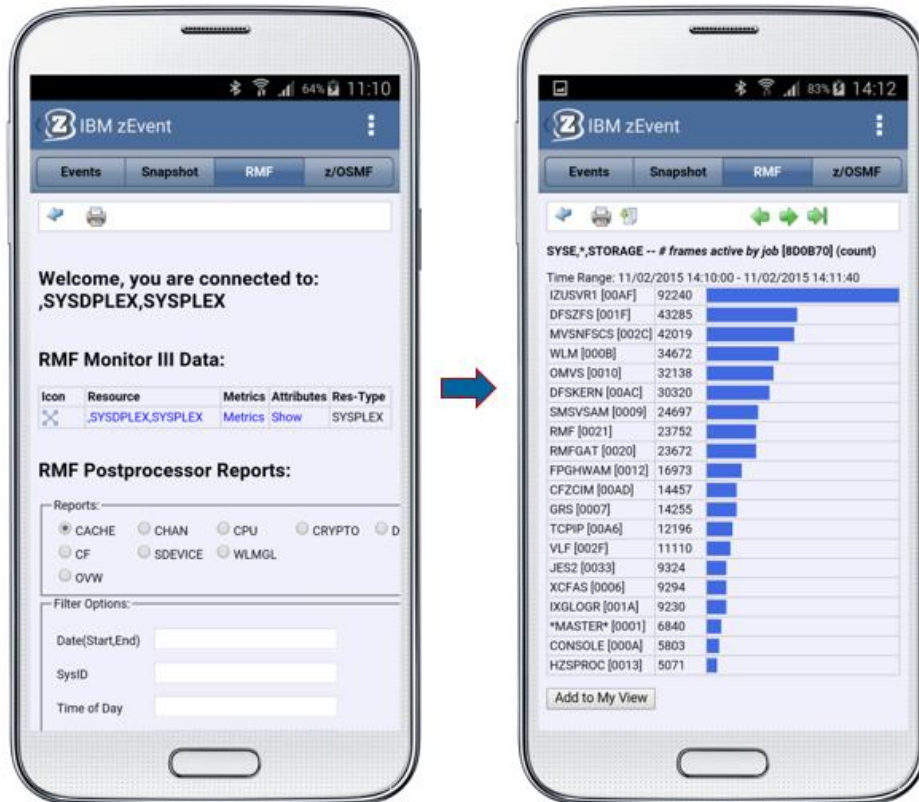 64% 11:10
IBM zEvent
Events Snapshot RMF z/OSMF
Welcome, you are connected to:
,SYSDPLEX,SYSPLEX
RMF Monitor III Data:
Icon Resource Metrics Attributes Res-Type
,SYSDPLEX,SYSPLEX Metrics Show SYSPLEX
RMF Postprocessor Reports:
Reports:
CACHE CHAN CPU CRYPTO D
CF SDEVICE WLMGL
OVW
Filter Options:
Date(Start,End)
SysID
Time of Day
83% 14:12
IBM zEvent
Events Snapshot RMF z/OSMF
SYSE,*,STORAGE -- # frames active by job [8D0B70] (count)
Time Range: 11/02/2015 14:10:00 - 11/02/2015 14:11:40
IZUSVR1 [00AF] 92240
DFSZFS [001F] 43285
MVSNFSCS [002C] 42019
WLM [000B] 34672
OMVS [0010] 32138
DFSKERN [00AC] 30320
SMSVSAM [0009] 24697
RMF [0021] 23752
RMFGAT [0020] 23672
FPGHWAM [0012] 16973
CFZCIM [00AD] 14457
GRS [0007] 14255
TCPIP [00A6] 12196
VLF [002F] 11110
JES2 [0033] 9324
XCFAS [0006] 9294
IXGLOGR [001A] 9230
*MASTER* [0001] 6840
CONSOLE [000A] 5803
HZSPROC [0013] 5071
Add to My View